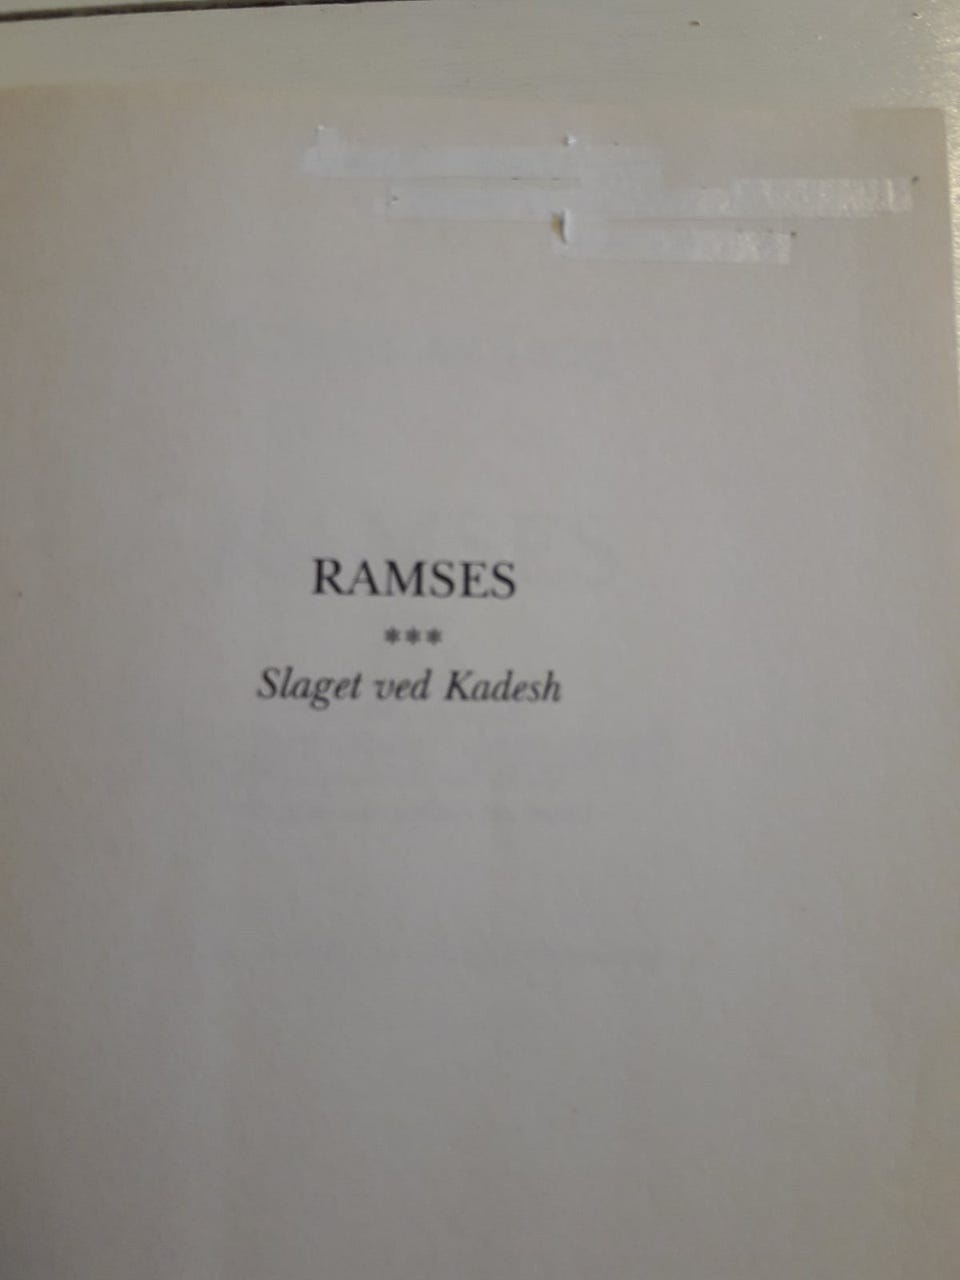 RAMSES
***
Slaget ved Kadesh